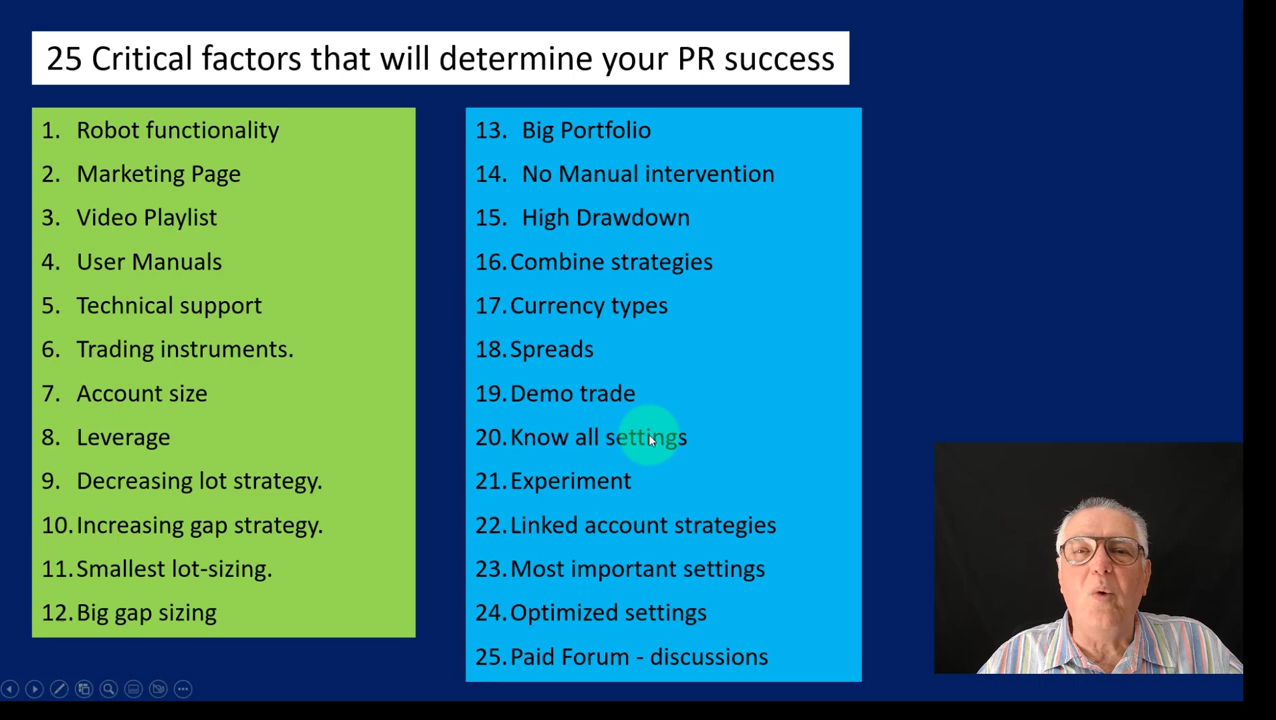 25 Critical factors that will determine your PR success
1. Robot functionality
2. Marketing Page
3. Video Playlist
4. User Manuals
5. Technical support
6. Trading instruments.
7. Account size
8. Leverage
9. Decreasing lot strategy.
10. Increasing gap strategy.
11. Smallest lot-sizing.
12. Big gap sizing
13. Big Portfolio
14. No Manual intervention
15. High Drawdown
16. Combine strategies
17. Currency types
18. Spreads
19. Demo trade
20. Know all settings
21. Experiment
22. Linked account strategies
23. Most important settings
24. Optimized settings
25. Paid Forum - discussions